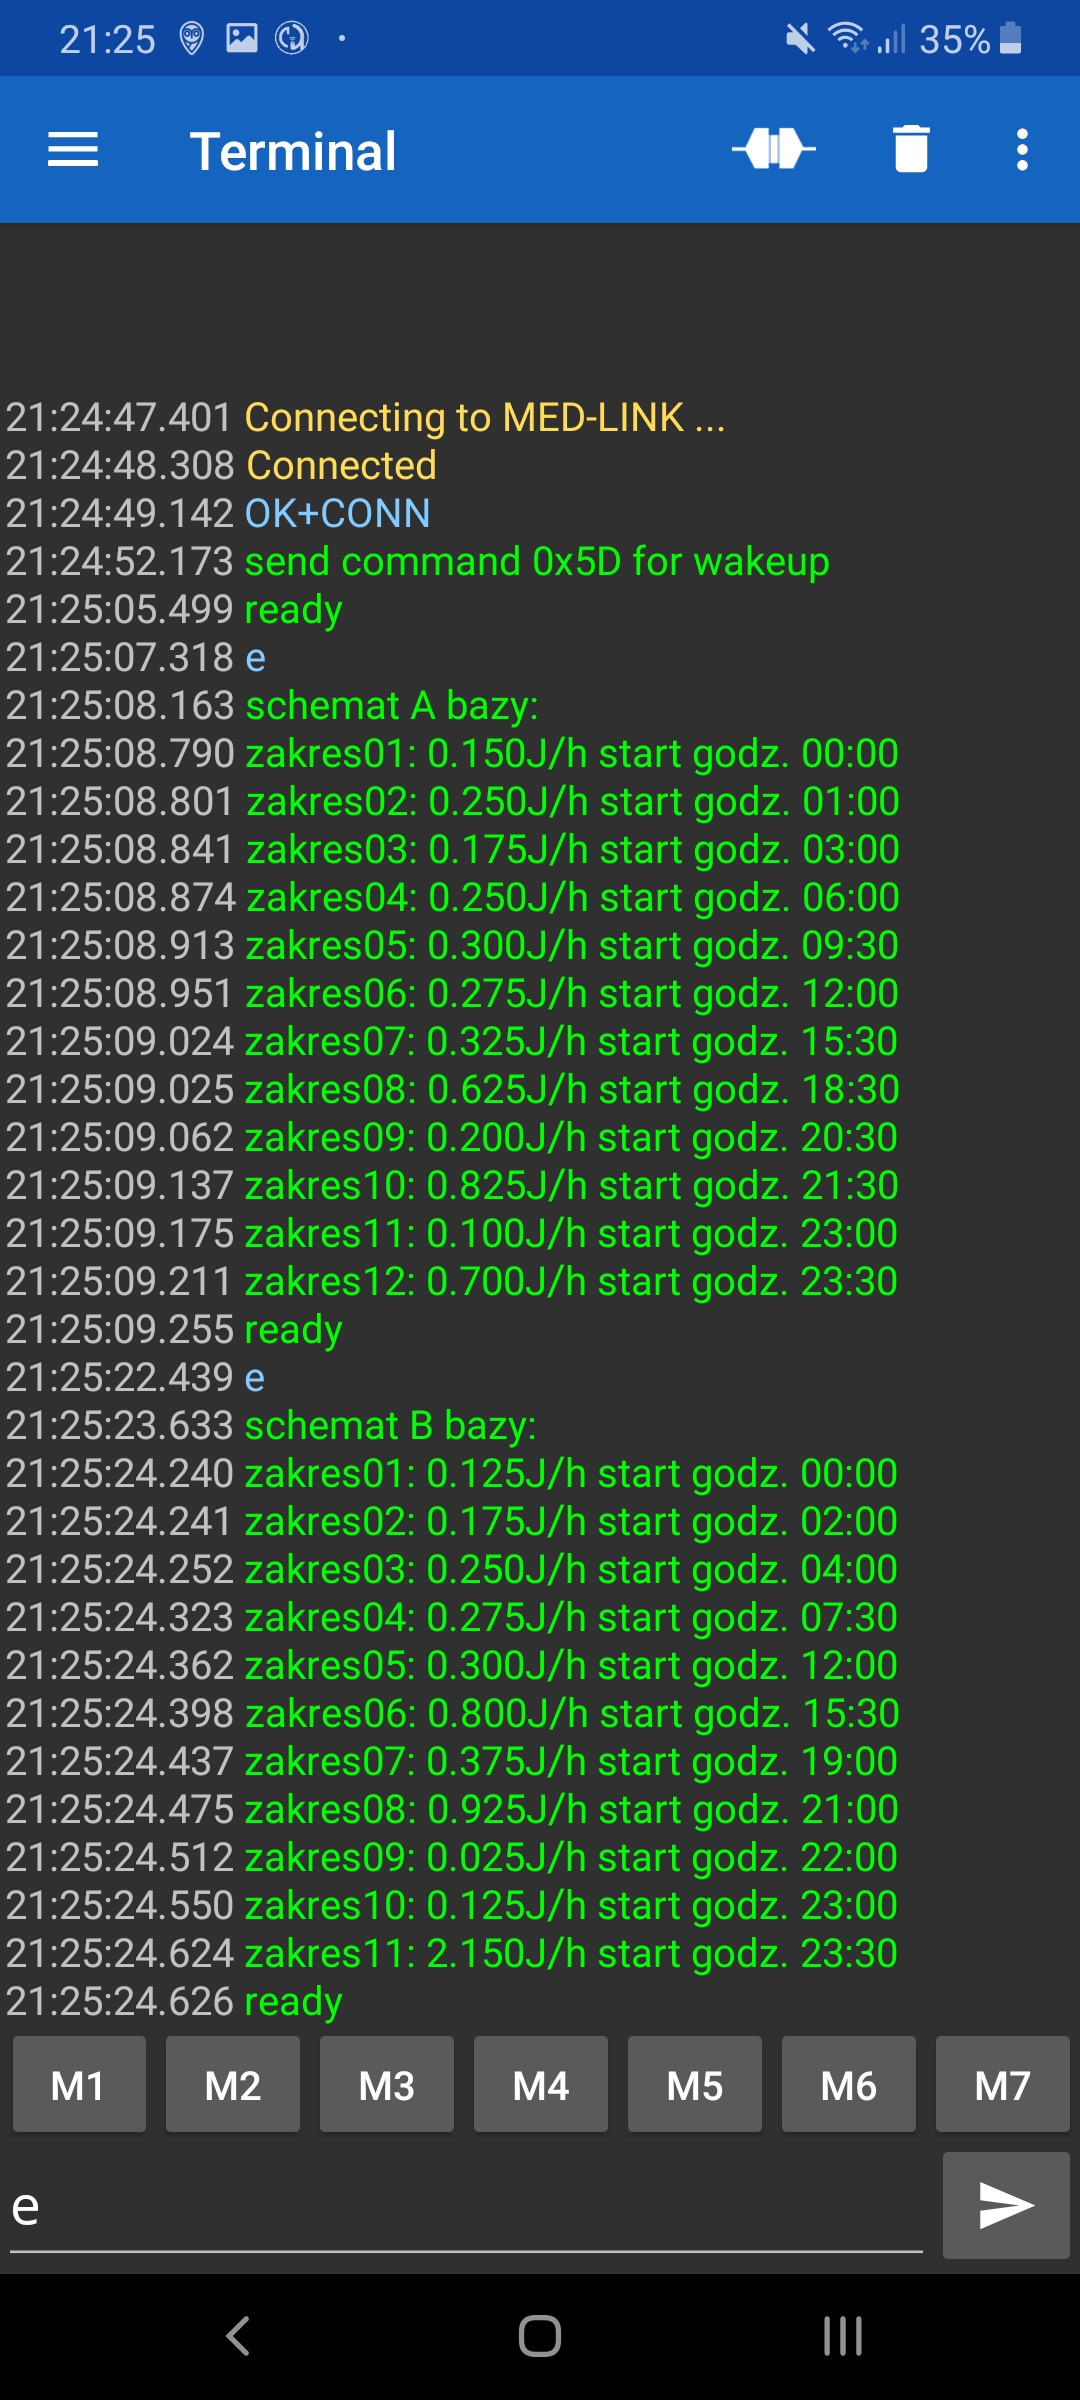 21:25
35%
Terminal
21:24:47.401 Connecting to MED-LINK ...
21:24:48.308 Connected
21:24:49.142 OK+CONN
21:24:52.173 send command 0x5D for wakeup
21:25:05.499 ready
21:25:07.318 e
21:25:08.163 schemat A bazy:
21:25:08.790 zakres01: 0.150J/h start godz. 00:00
21:25:08.801 zakres02: 0.250J/h start godz. 01:00
21:25:08.841 zakres03: 0.175J/h start godz. 03:00
21:25:08.874 zakres04: 0.250J/h start godz. 06:00
21:25:08.913 zakres05: 0.300J/h start godz. 09:30
21:25:08.951 zakres06: 0.275J/h start godz. 12:00
21:25:09.024 zakres07: 0.325J/h start godz. 15:30
21:25:09.025 zakres08: 0.625J/h start godz. 18:30
21:25:09.062 zakres09: 0.200J/h start godz. 20:30
21:25:09.137 zakres10: 0.825J/h start godz. 21:30
21:25:09.175 zakres11: 0.100J/h start godz. 23:00
21:25:09.211 zakres12: 0.700J/h start godz. 23:30
21:25:09.255 ready
21:25:22.439 e
21:25:23.633 schemat B bazy:
21:25:24.240 zakres01: 0.125J/h start godz. 00:00
21:25:24.241 zakres02: 0.175J/h start godz. 02:00
21:25:24.252 zakres03: 0.250J/h start godz. 04:00
21:25:24.323 zakres04: 0.275J/h start godz. 07:30
21:25:24.362 zakres05: 0.300J/h start godz. 12:00
21:25:24.398 zakres06: 0.800J/h start godz. 15:30
21:25:24.437 zakres07: 0.375J/h start godz. 19:00
21:25:24.475 zakres08: 0.925J/h start godz. 21:00
21:25:24.512 zakres09: 0.025J/h start godz. 22:00
21:25:24.550 zakres10: 0.125J/h start godz. 23:00
21:25:24.624 zakres11: 2.150J/h start godz. 23:30
21:25:24.626 ready
M1 M2 M3 M4 M5 M6 M7
e